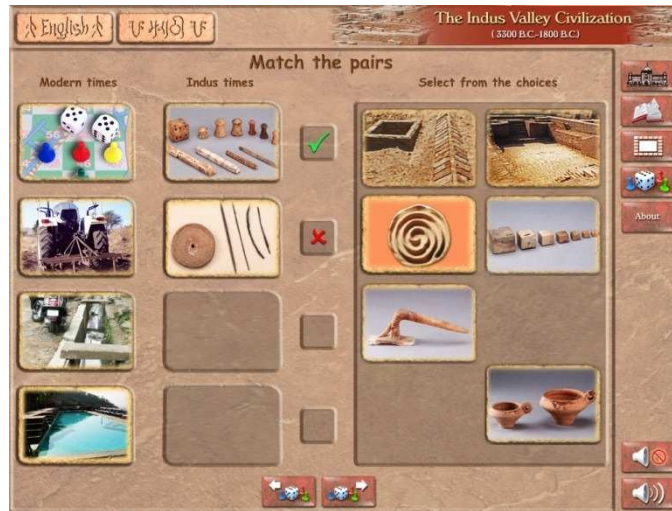 English
The Indus Valley Civilization
( 3300 B.C.-1800 B.C.)
Match the pairs
Modern times
Indus times
Select from the choices
About